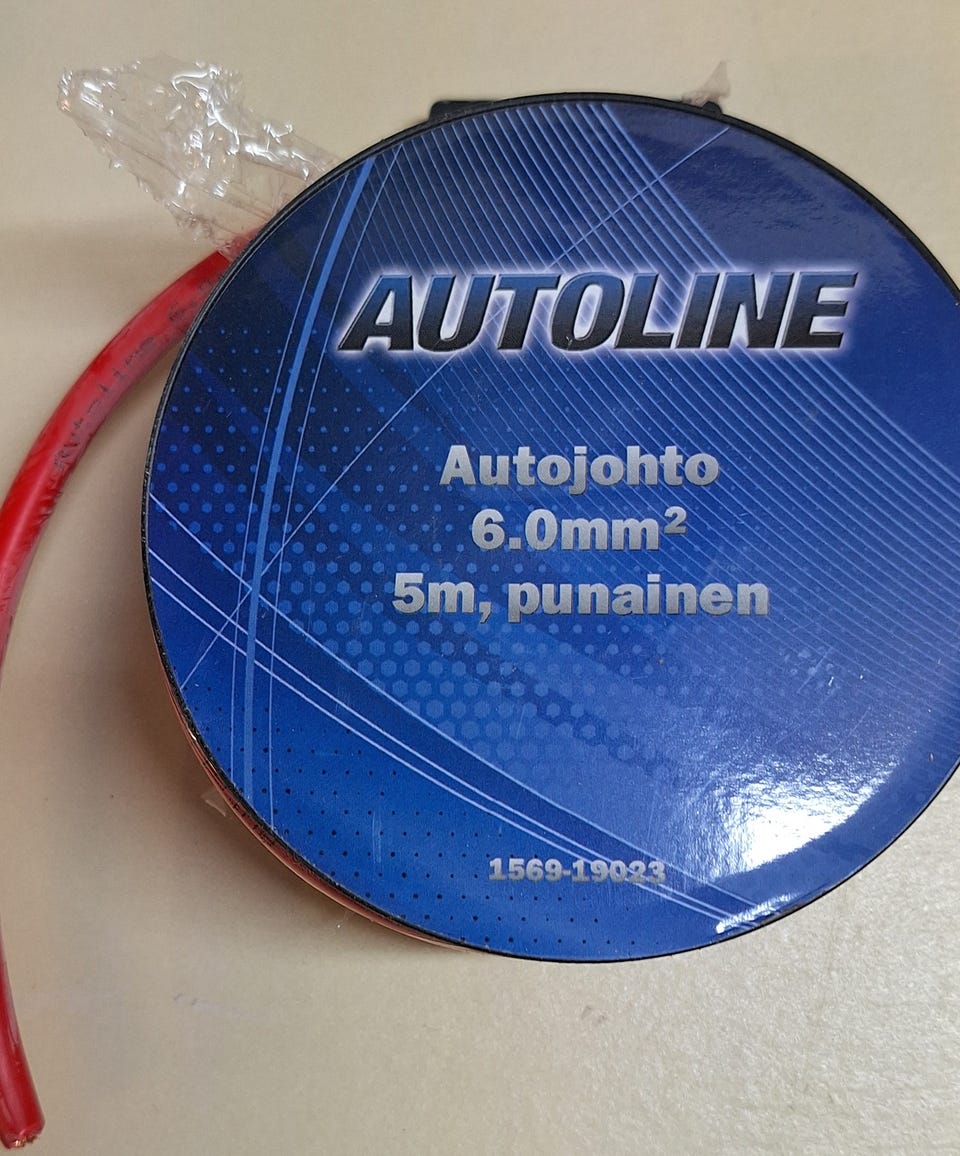 AUTOLINE
Autojohto
6.0mm²
5m, punainen
1569-19023